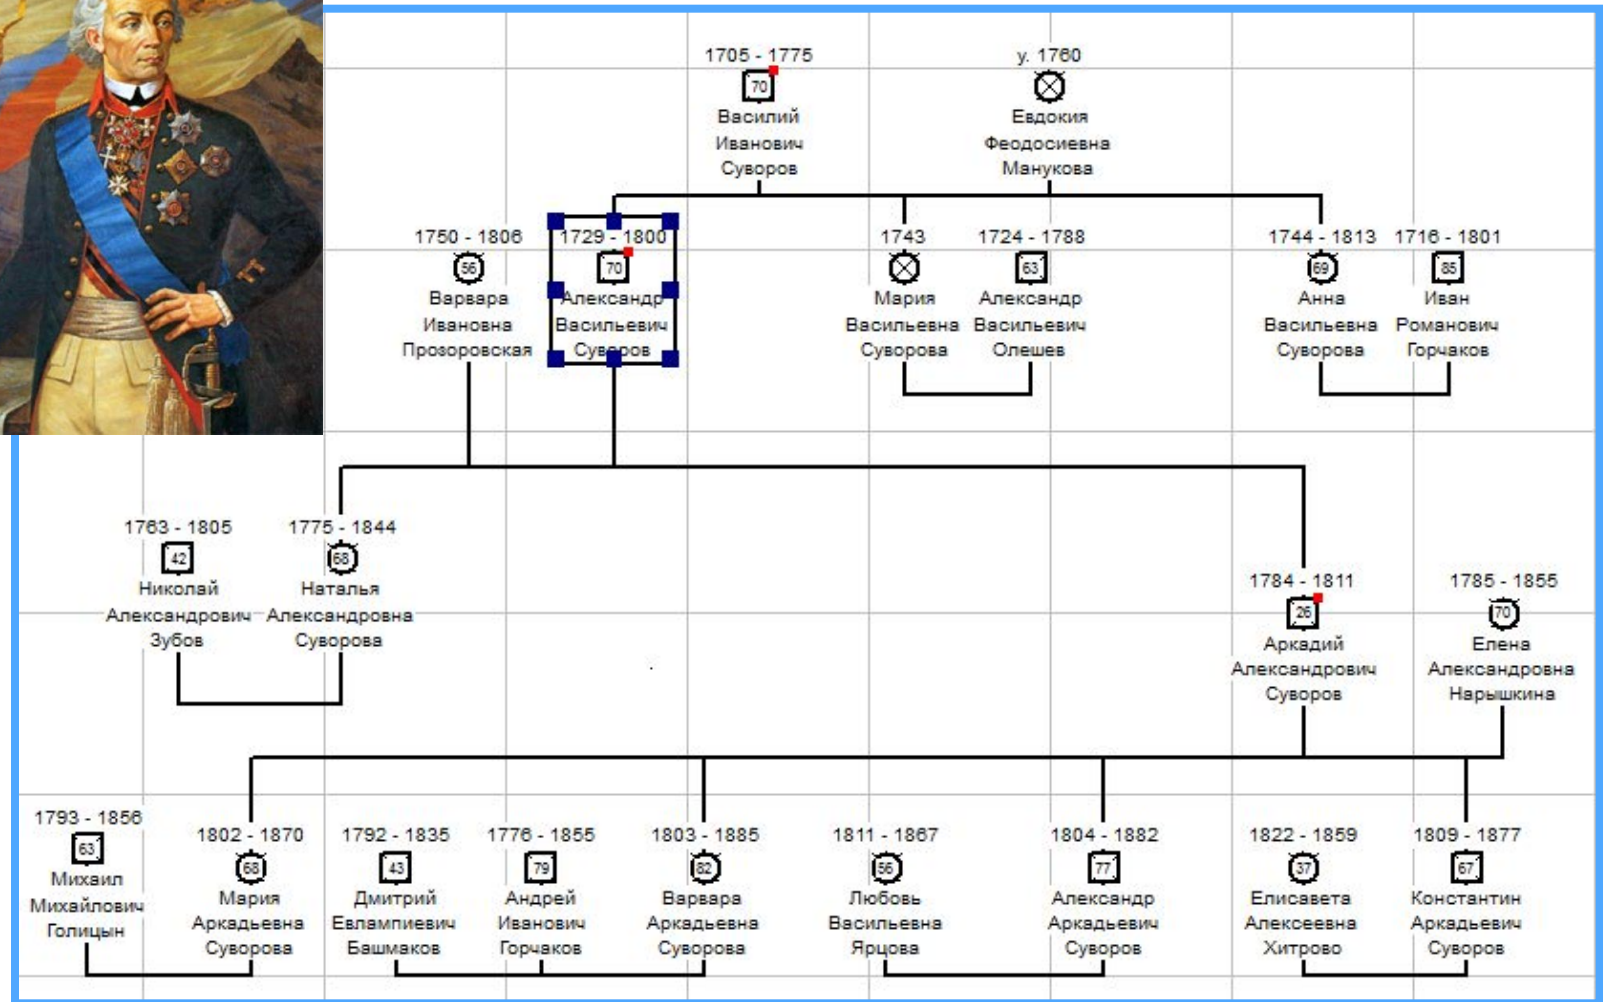 1705 - 1775
70
Василий
Иванович
Суворов
у. 1760
Евдокия
Феодосиевна
Манукова
1750 - 1806
56
Варвара
Ивановна
Прозоровская
1729 - 1800
70
Александр
Васильевич
Суворов
1743
Мария
Васильевна
Суворова
1724 - 1788
63
Александр
Васильевич
Олешев
1744 - 1813
69
Анна
Васильевна
Суворова
1716 - 1801
85
Иван
Романович
Горчаков
1763 - 1805
42
Николай
Александрович
Зубов
1775 - 1844
68
Наталья
Александровна
Суворова
1784 - 1811
26
Аркадий
Александрович
Суворов
1785 - 1855
70
Елена
Александровна
Нарышкина
1793 - 1856
63
Михаил
Михайлович
Голицын
1802 - 1870
68
Мария
Аркадьевна
Суворова
1792 - 1835
43
Дмитрий
Евлампиевич
Башмаков
1776 - 1855
79
Андрей
Иванович
Горчаков
1803 - 1885
82
Варвара
Аркадьевна
Суворова
1811 - 1867
56
Любовь
Васильевна
Ярцова
1804 - 1882
77
Александр
Аркадьевич
Суворов
1822 - 1859
37
Елисавета
Алексеевна
Хитрово
1809 - 1877
67
Константин
Аркадьевич
Суворов